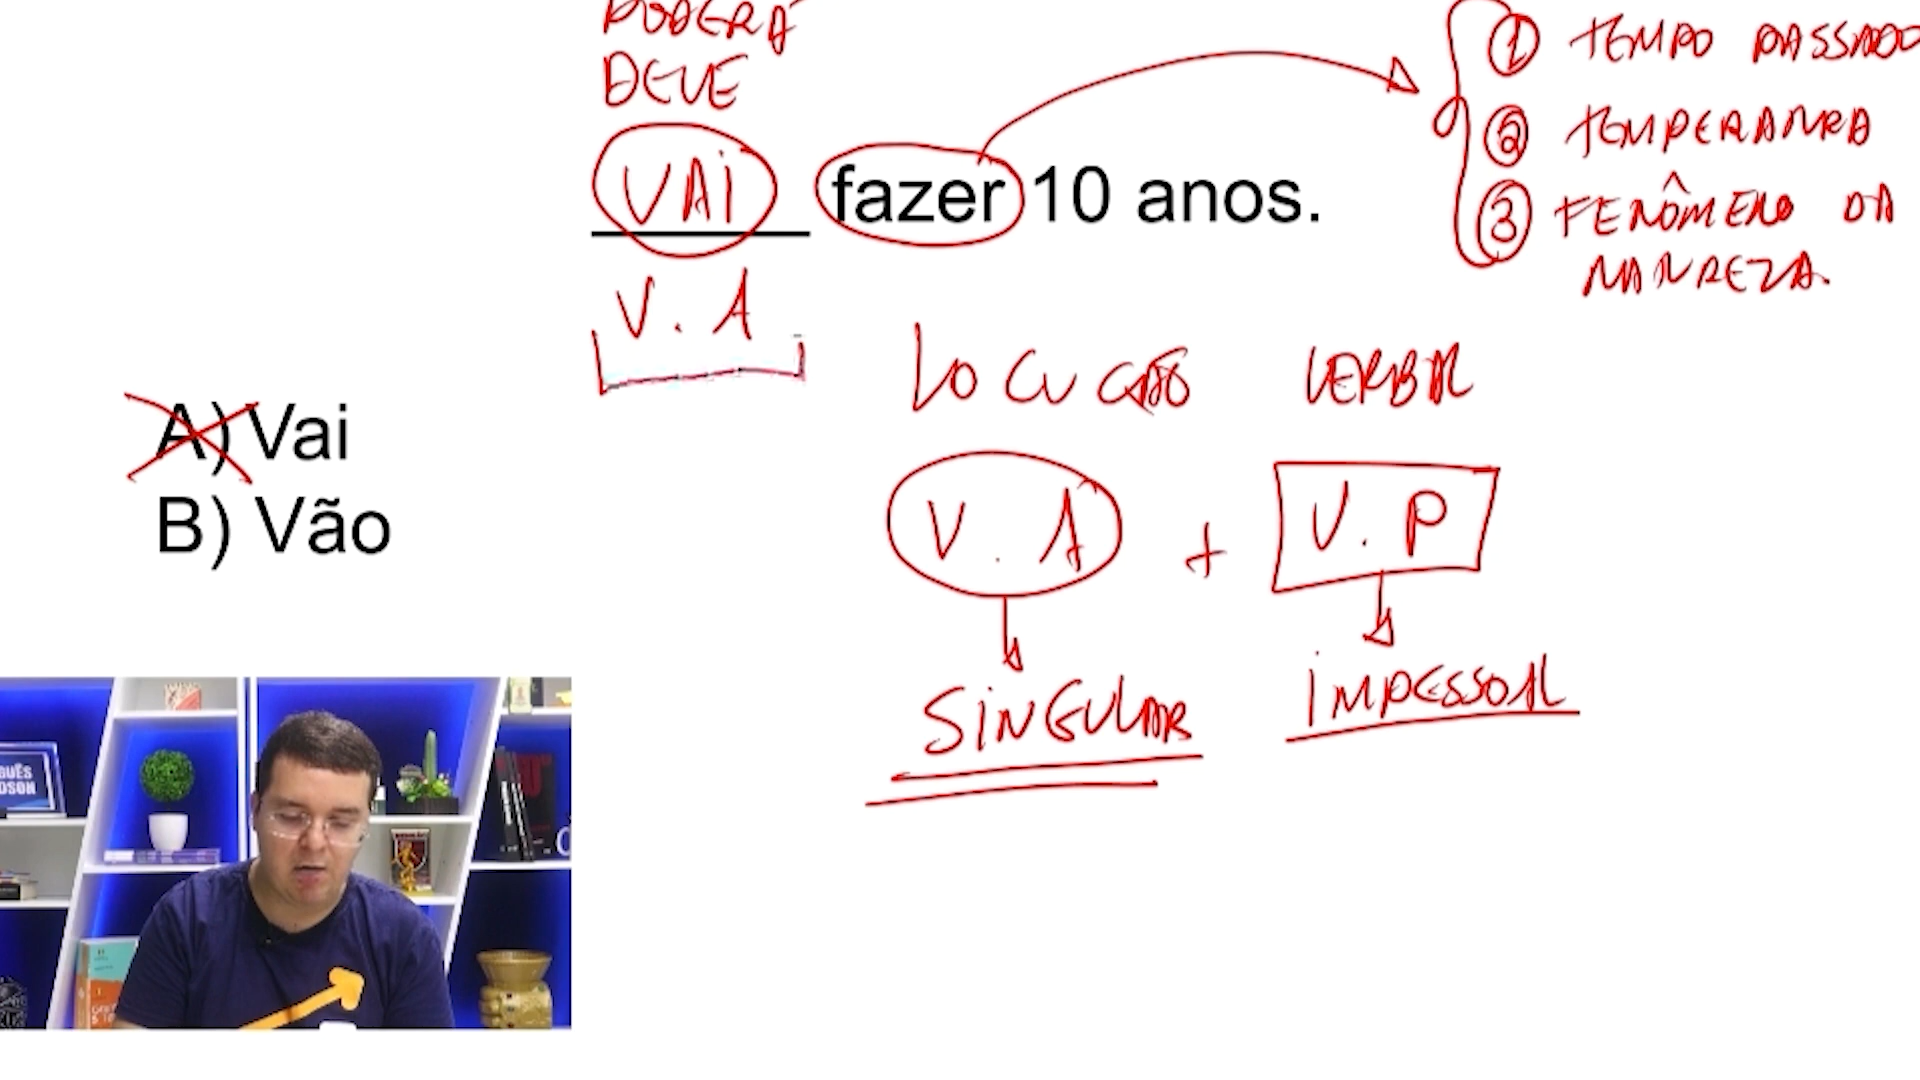 PODERÁ
DEVE
VAI fazer 10 anos.
V. A
① TEMPO PASSADO
② TEMPERATURA
③ FENÔMENO DA
NATUREZA.
LOCUÇÃO VERBAL
V. A + V. P
SINGULAR IMPESSOAL
A) Vai
B) Vão